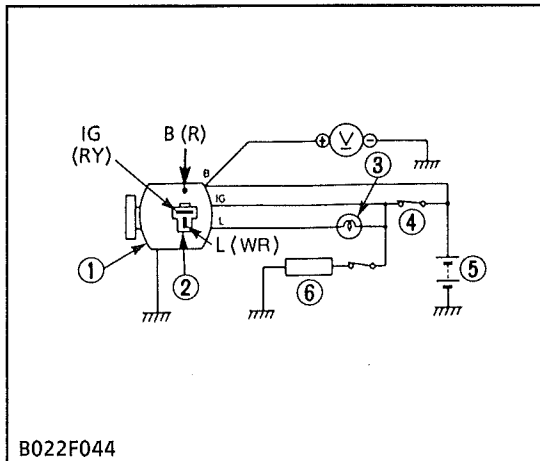 IG
(RY)
B (R)
+ V −
③
B
IG
L
④
L (WR)
①
②
⑤
⑥
B022F044